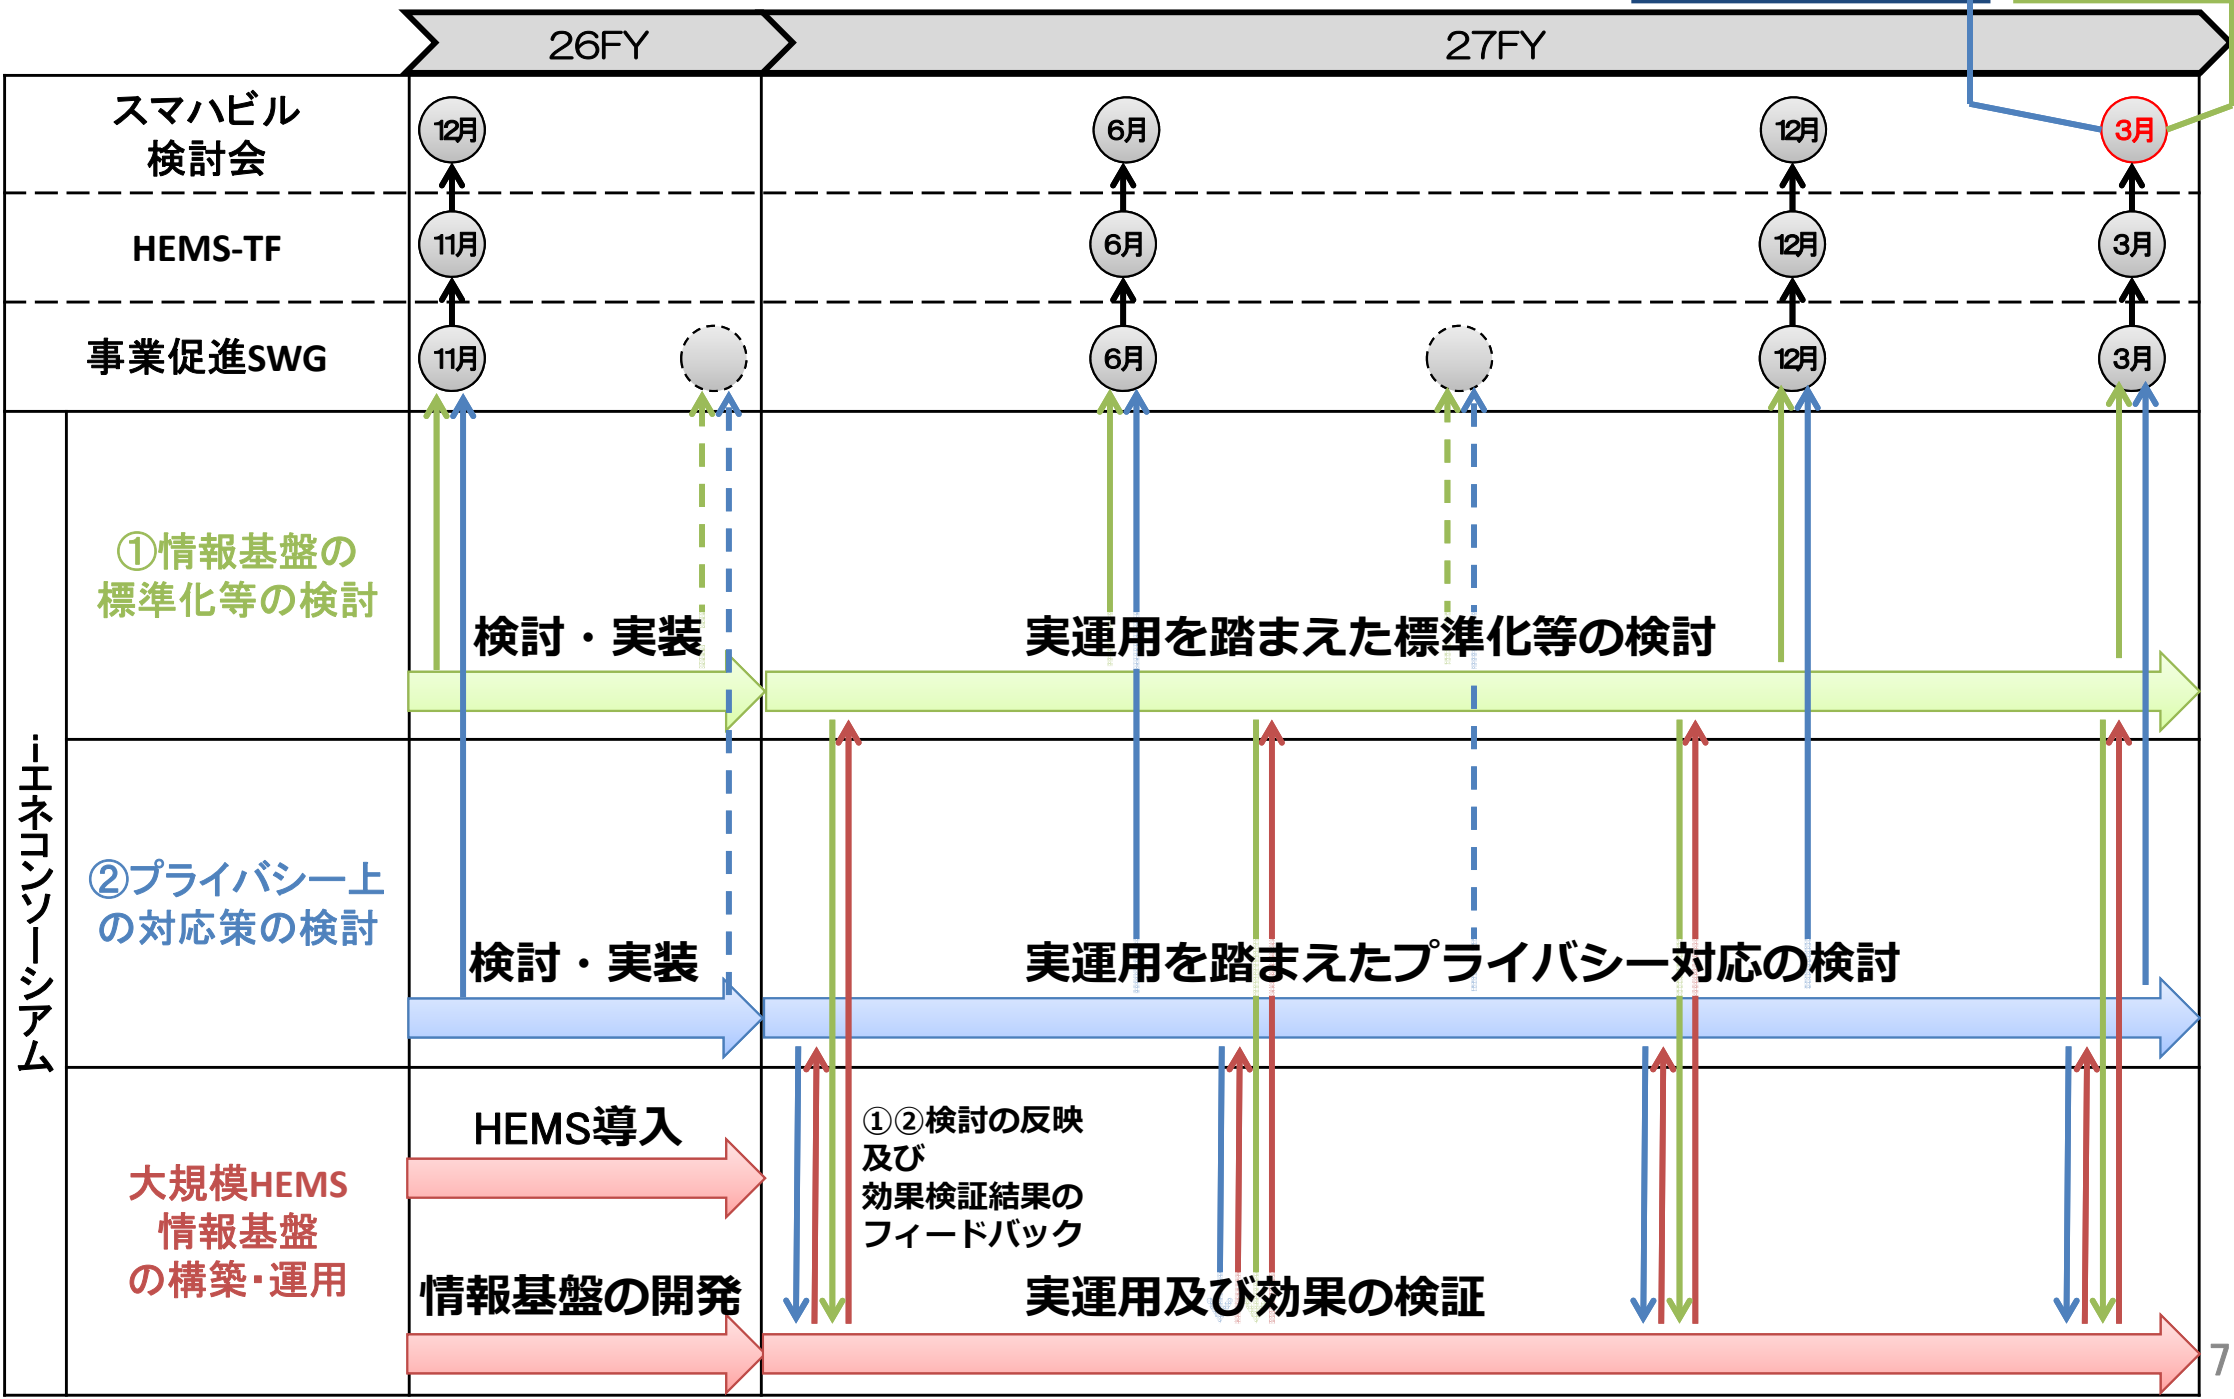 26FY
27FY
スマハビル
検討会
12月
6月
12月
3月
HEMS-TF
11月
6月
12月
3月
事業促進SWG
11月
6月
12月
3月
iエネコンソーシアム
①情報基盤の
標準化等の検討
検討・実装
実運用を踏まえた標準化等の検討
②プライバシー上
の対応策の検討
検討・実装
実運用を踏まえたプライバシー対応の検討
大規模HEMS
情報基盤
の構築・運用
HEMS導入
①②検討の反映
及び
効果検証結果の
フィードバック
情報基盤の開発
実運用及び効果の検証
7